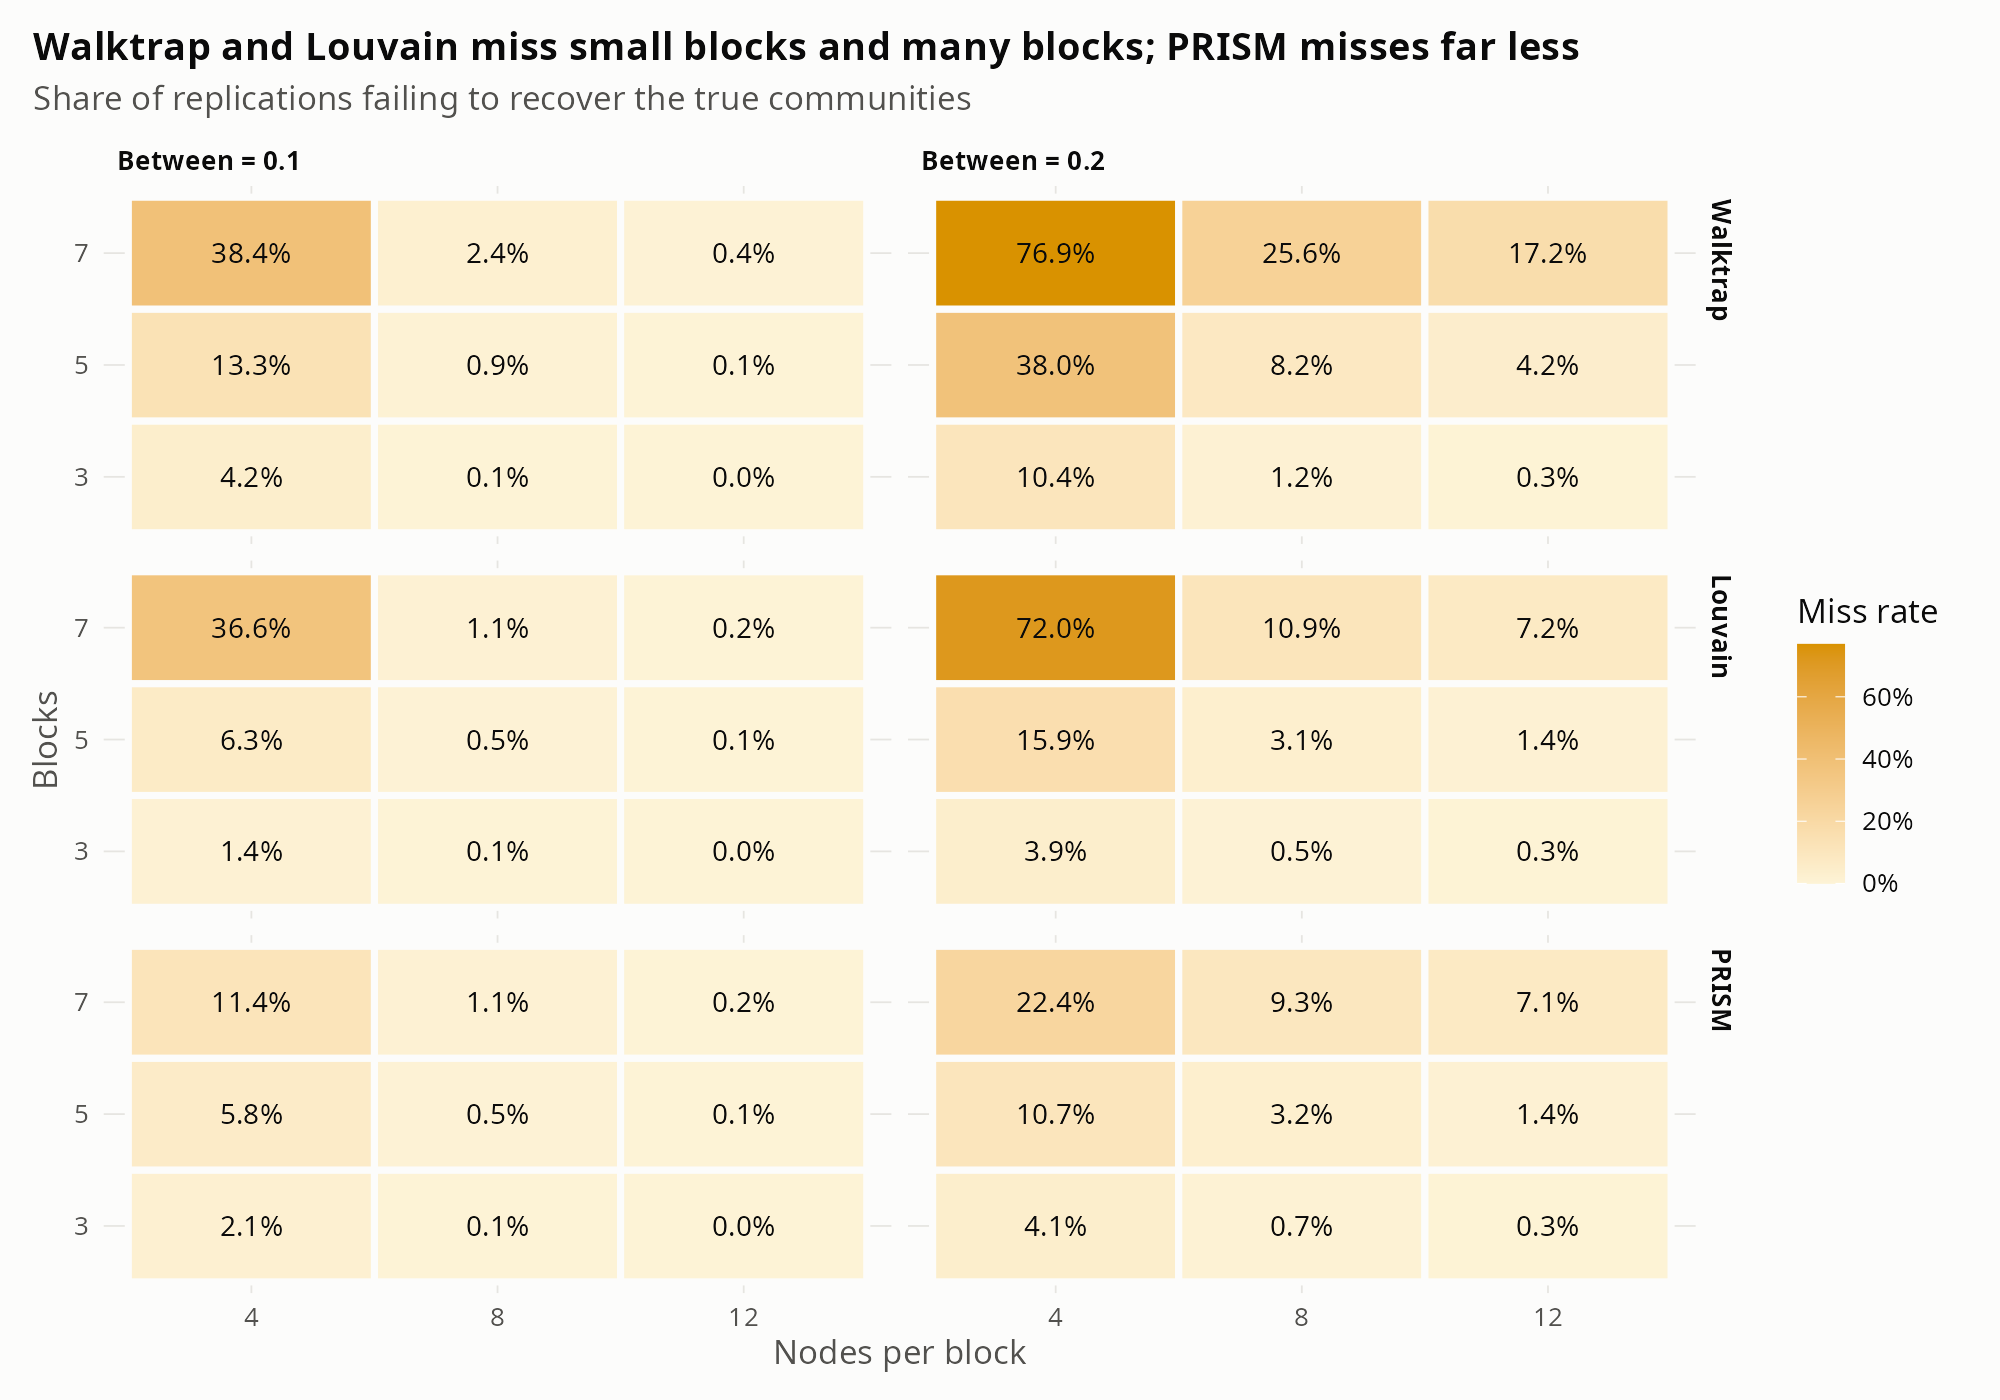 Walktrap and Louvain miss small blocks and many blocks; PRISM misses far less
Share of replications failing to recover the true communities
Between = 0.1
Between = 0.2
Walktrap
7
38.4% 2.4% 0.4% 76.9% 25.6% 17.2%
5
13.3% 0.9% 0.1% 38.0% 8.2% 4.2%
3
4.2% 0.1% 0.0% 10.4% 1.2% 0.3%
Louvain
7
36.6% 1.1% 0.2% 72.0% 10.9% 7.2%
5
6.3% 0.5% 0.1% 15.9% 3.1% 1.4%
3
1.4% 0.1% 0.0% 3.9% 0.5% 0.3%
PRISM
7
11.4% 1.1% 0.2% 22.4% 9.3% 7.1%
5
5.8% 0.5% 0.1% 10.7% 3.2% 1.4%
3
2.1% 0.1% 0.0% 4.1% 0.7% 0.3%
4 8 12 4 8 12
Nodes per block
Blocks
Miss rate
60%
40%
20%
0%